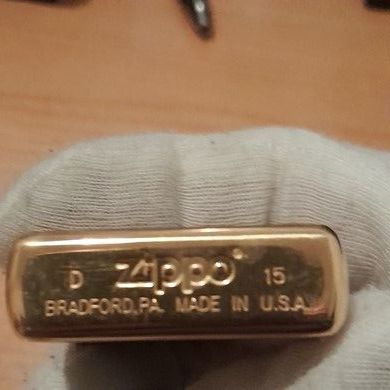 D Zippo® 15
BRADFORD,PA. MADE IN U.S.A.